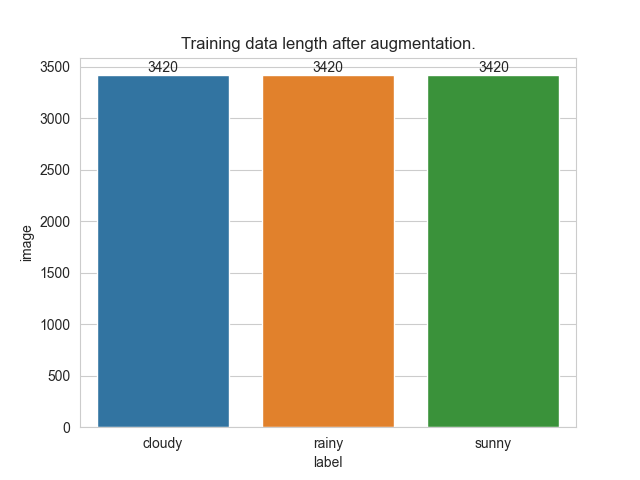 Training data length after augmentation.
3420 3420 3420
3500
3000
2500
2000
1500
1000
500
0
image
cloudy rainy sunny
label